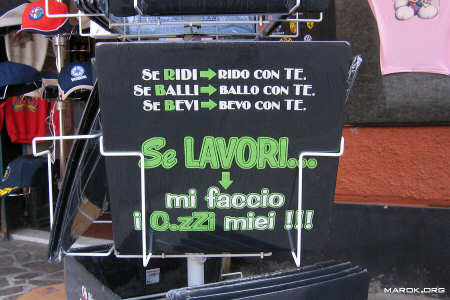 Se RIDI → RIDO CON TE.
Se BALLI → BALLO CON TE.
Se BEVI → BEVO CON TE.
Se LAVORI...
mi faccio
i C..zZi miei !!!
MAROK.ORG